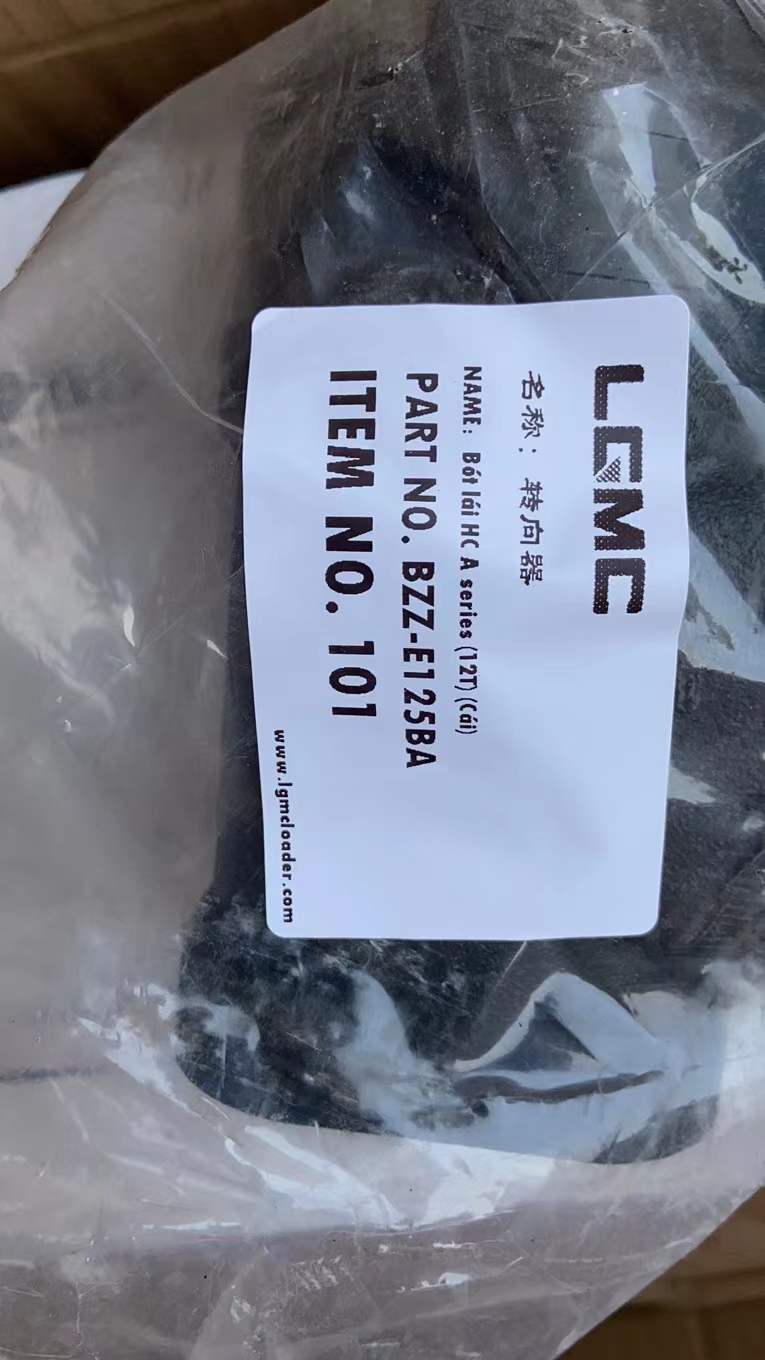 LGMC
名称：转向器
NAME: Bót lái HC A series (12T) (Cái)
PART NO. BZZ-E125BA
ITEM NO. 101
www.lgmcloader.com